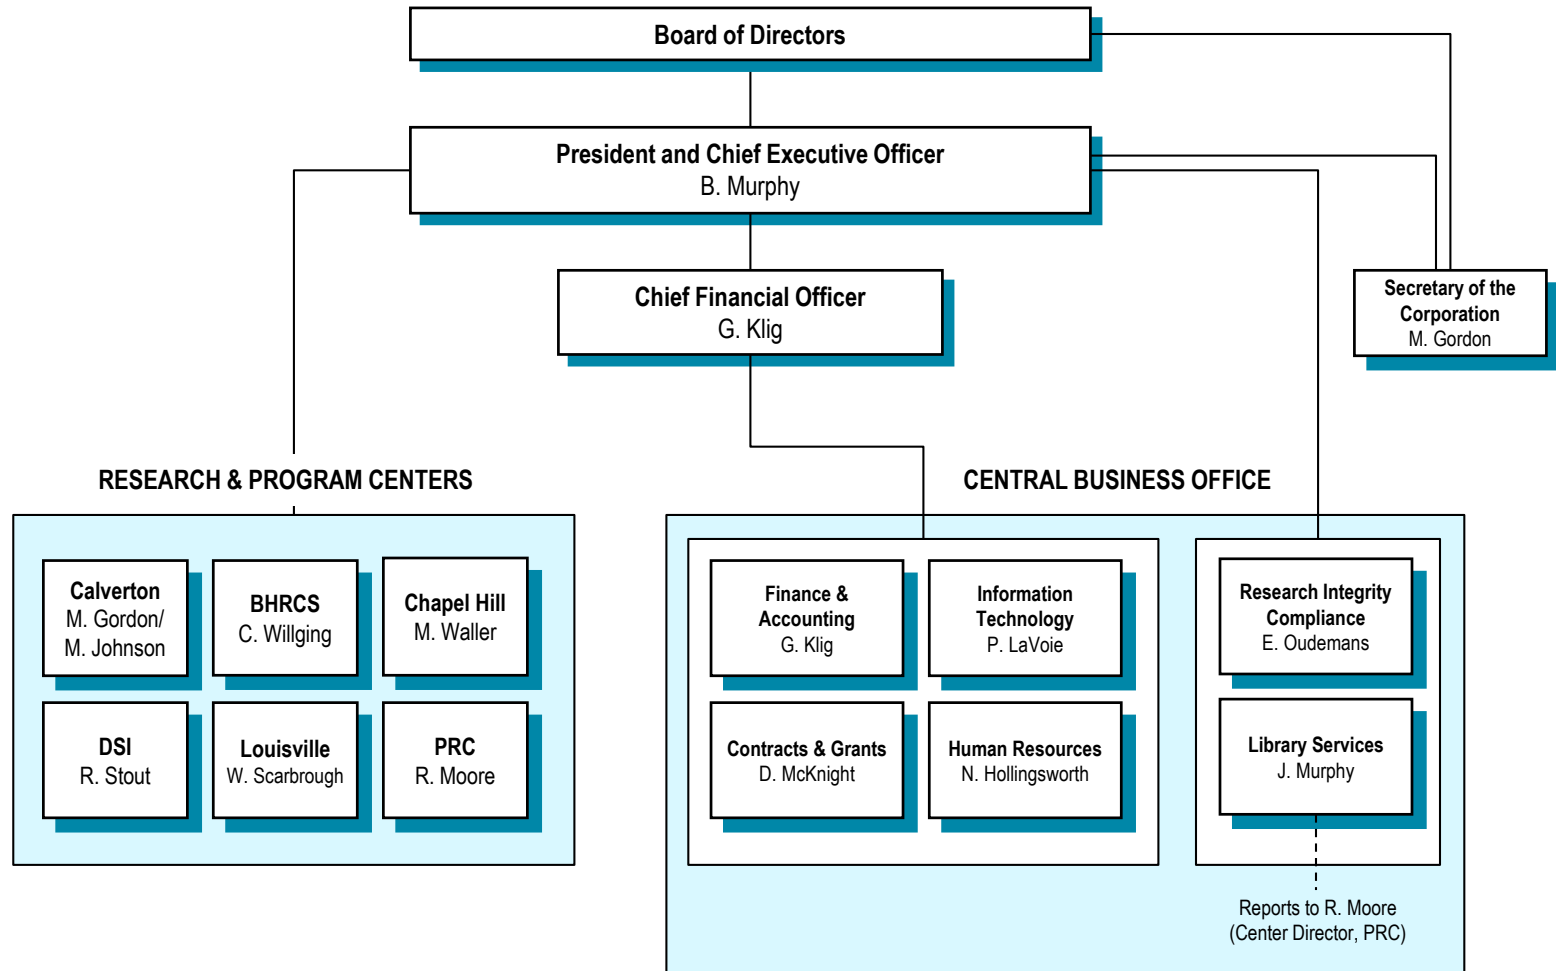 Board of Directors
President and Chief Executive Officer
B. Murphy
Chief Financial Officer
G. Klig
Secretary of the
Corporation
M. Gordon
RESEARCH & PROGRAM CENTERS
Calverton
M. Gordon/
M. Johnson
BHRCS
C. Willging
Chapel Hill
M. Waller
DSI
R. Stout
Louisville
W. Scarbrough
PRC
R. Moore
CENTRAL BUSINESS OFFICE
Finance &
Accounting
G. Klig
Information
Technology
P. LaVoie
Contracts & Grants
D. McKnight
Human Resources
N. Hollingsworth
Research Integrity
Compliance
E. Oudemans
Library Services
J. Murphy
Reports to R. Moore
(Center Director, PRC)